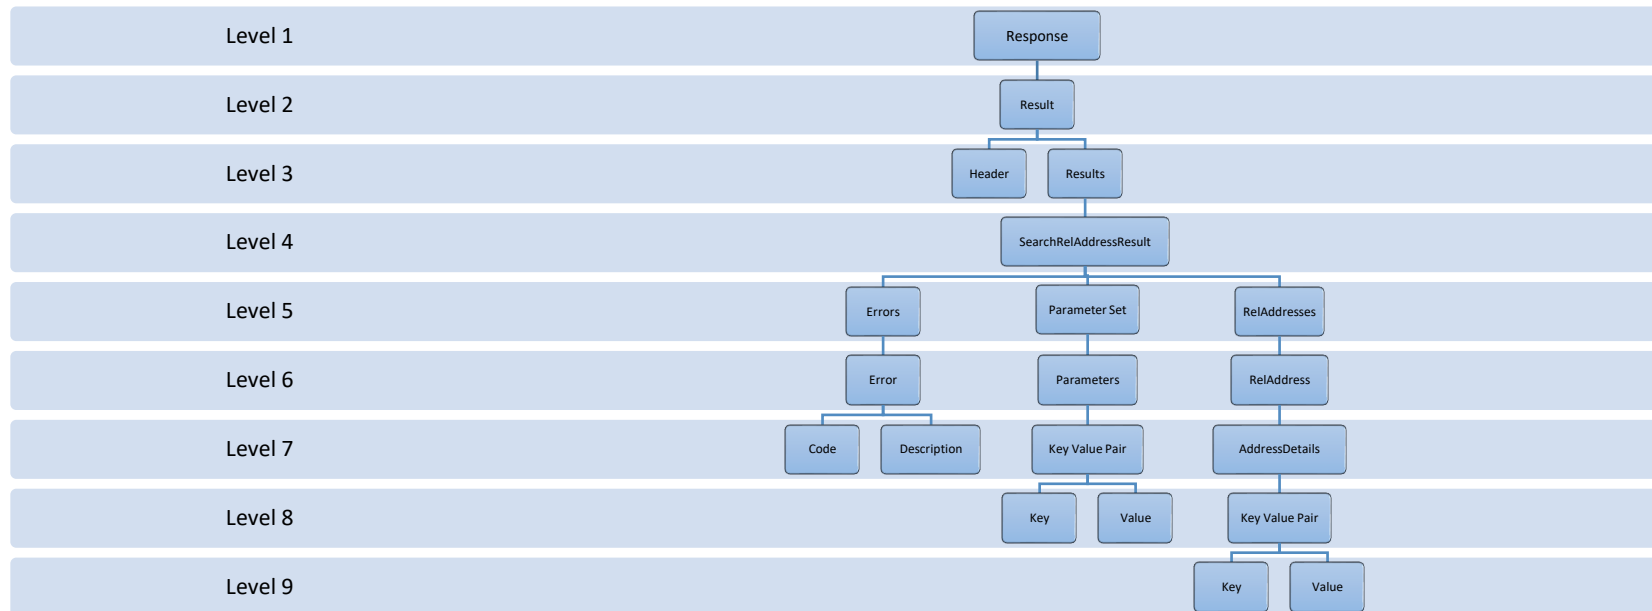 Level 1
Response
Level 2
Result
Level 3
Header
Results
Level 4
SearchRelAddressResult
Level 5
Errors
Parameter Set
RelAddresses
Level 6
Error
Parameters
RelAddress
Level 7
Code
Description
Key Value Pair
AddressDetails
Level 8
Key
Value
Key Value Pair
Level 9
Key
Value